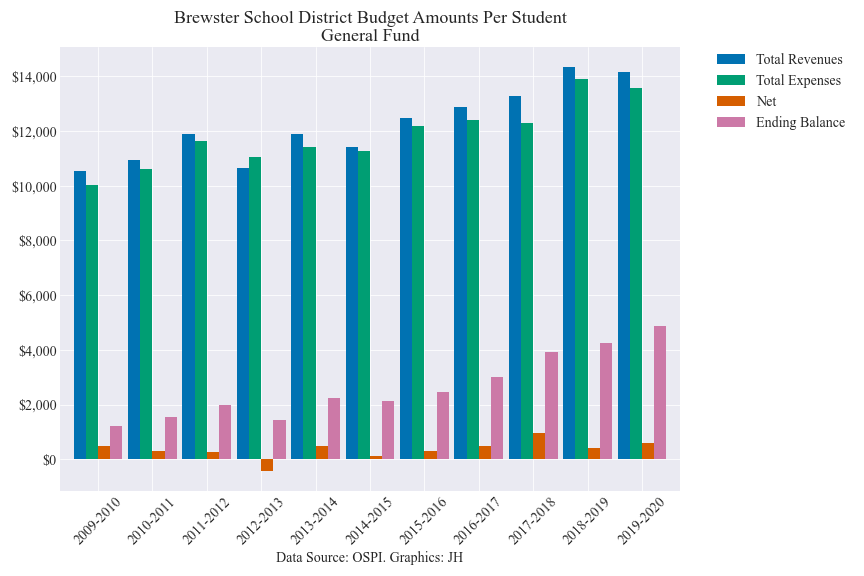 Brewster School District Budget Amounts Per Student
General Fund
Total Revenues
Total Expenses
Net
Ending Balance
$14,000
$12,000
$10,000
$8,000
$6,000
$4,000
$2,000
$0
2009-2010
2010-2011
2011-2012
2012-2013
2013-2014
2014-2015
2015-2016
2016-2017
2017-2018
2018-2019
2019-2020
Data Source: OSPI. Graphics: JH